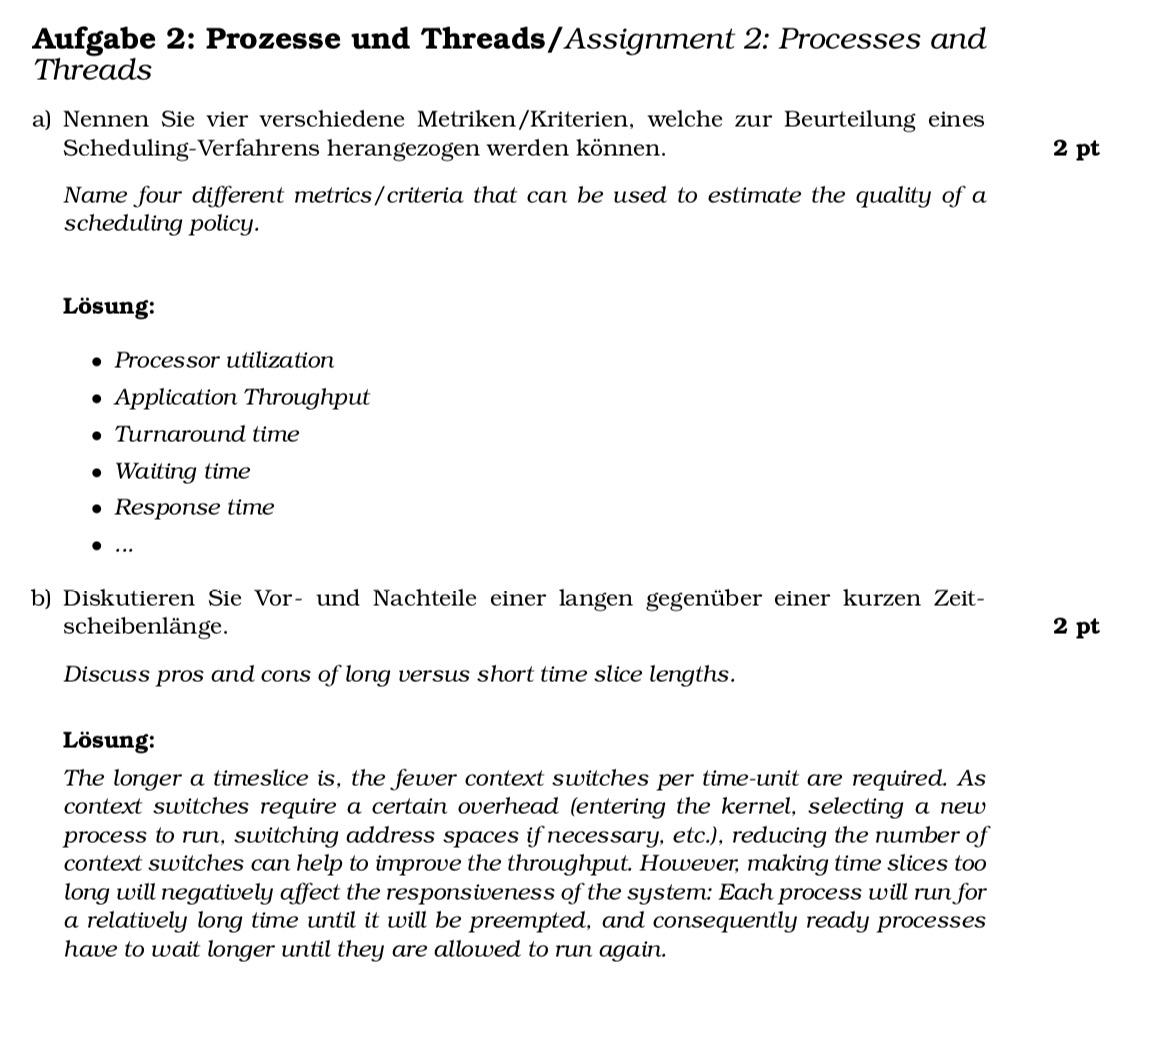 Aufgabe 2: Prozesse und Threads/Assignment 2: Processes and
Threads
a) Nennen Sie vier verschiedene Metriken/Kriterien, welche zur Beurteilung eines
Scheduling-Verfahrens herangezogen werden können. 2 pt
Name four different metrics/criteria that can be used to estimate the quality of a
scheduling policy.
Lösung:
• Processor utilization
• Application Throughput
• Turnaround time
• Waiting time
• Response time
• ...
b) Diskutieren Sie Vor- und Nachteile einer langen gegenüber einer kurzen Zeit-
scheibenlänge. 2 pt
Discuss pros and cons of long versus short time slice lengths.
Lösung:
The longer a timeslice is, the fewer context switches per time-unit are required. As
context switches require a certain overhead (entering the kernel, selecting a new
process to run, switching address spaces if necessary, etc.), reducing the number of
context switches can help to improve the throughput. However, making time slices too
long will negatively affect the responsiveness of the system: Each process will run for
a relatively long time until it will be preempted, and consequently ready processes
have to wait longer until they are allowed to run again.